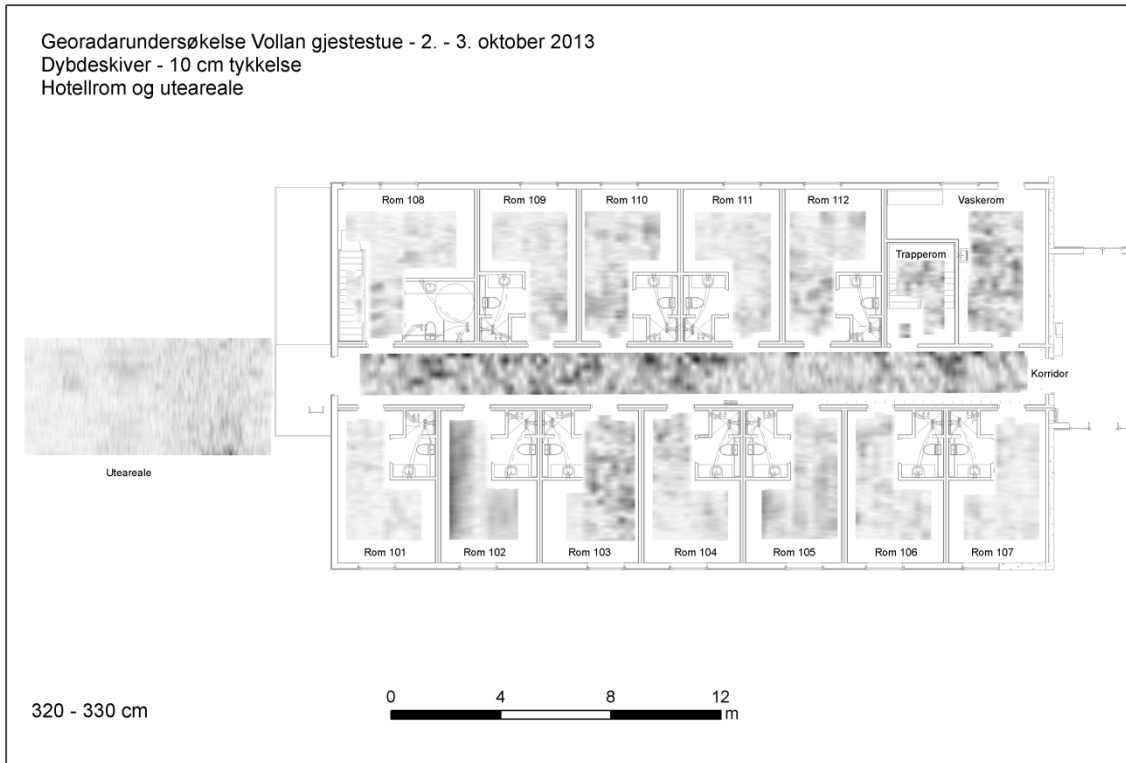 Georadarundersøkelse Vollan gjestestue - 2. - 3. oktober 2013
Dybdeskiver - 10 cm tykkelse
Hotellrom og uteareale
Rom 108
Rom 109
Rom 110
Rom 111
Rom 112
Vaskerom
Trapperom
Korridor
Uteareale
Rom 101
Rom 102
Rom 103
Rom 104
Rom 105
Rom 106
Rom 107
320 - 330 cm
0 4 8 12
m